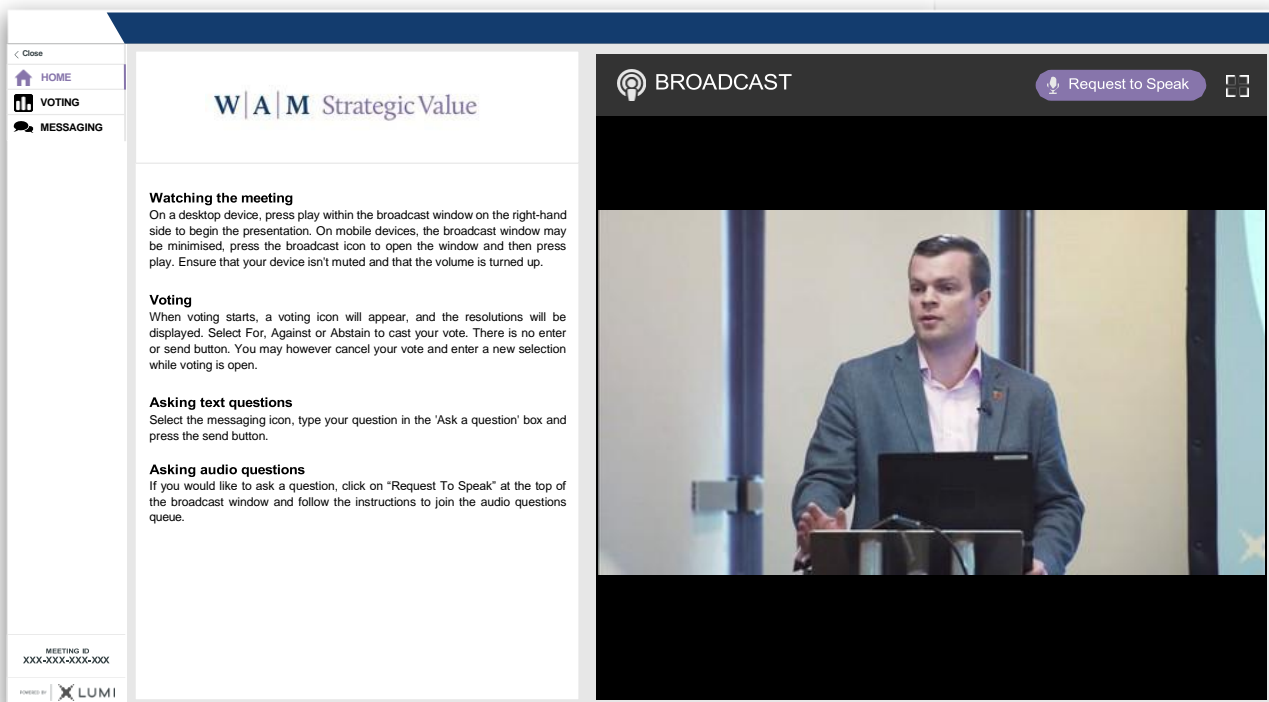 < Close
HOME
VOTING
MESSAGING
MEETING ID
XXX-XXX-XXX-XXX
POWERED BY LUMI
W|A|M Strategic Value
Watching the meeting
On a desktop device, press play within the broadcast window on the right-hand
side to begin the presentation. On mobile devices, the broadcast window may
be minimised, press the broadcast icon to open the window and then press
play. Ensure that your device isn't muted and that the volume is turned up.
Voting
When voting starts, a voting icon will appear, and the resolutions will be
displayed. Select For, Against or Abstain to cast your vote. There is no enter
or send button. You may however cancel your vote and enter a new selection
while voting is open.
Asking text questions
Select the messaging icon, type your question in the 'Ask a question' box and
press the send button.
Asking audio questions
If you would like to ask a question, click on “Request To Speak” at the top of
the broadcast window and follow the instructions to join the audio questions
queue.
BROADCAST
Request to Speak